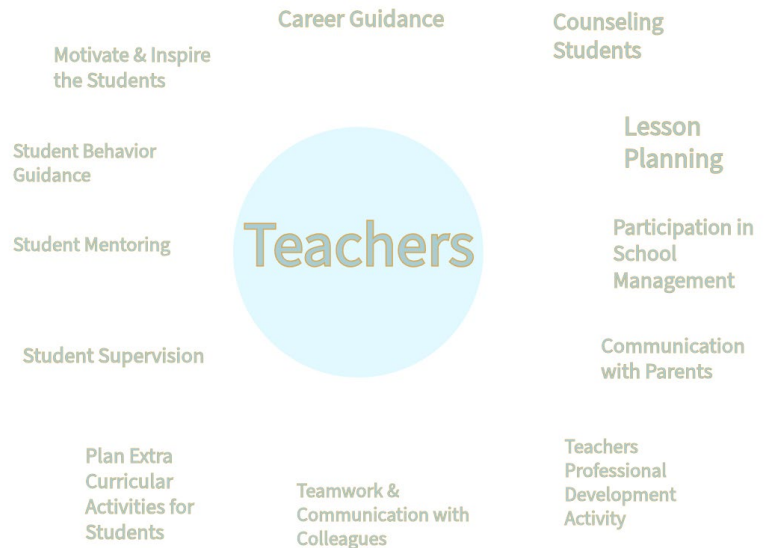 Career Guidance
Counseling
Students
Motivate & Inspire
the Students
Lesson
Planning
Student Behavior
Guidance
Teachers
Participation in
School
Management
Student Mentoring
Communication
with Parents
Student Supervision
Teachers
Professional
Development
Activity
Plan Extra
Curricular
Activities for
Students
Teamwork &
Communication with
Colleagues